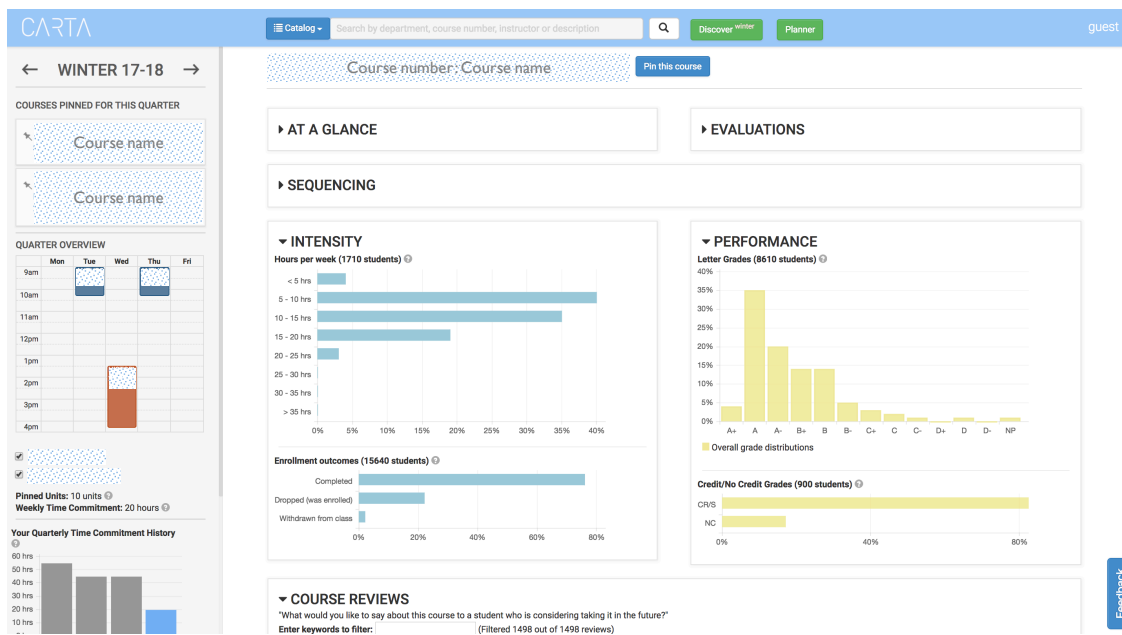 CARTA
Catalog
Search by department, course number, instructor or description
Discover winter
Planner
guest
← WINTER 17-18 →
COURSES PINNED FOR THIS QUARTER
Course name
Course name
QUARTER OVERVIEW
Mon Tue Wed Thu Fri
9am
10am
11am
12pm
1pm
2pm
3pm
4pm
Pinned Units: 10 units
Weekly Time Commitment: 20 hours
Your Quarterly Time Commitment History
60 hrs
50 hrs
40 hrs
30 hrs
20 hrs
10 hrs
Course number: Course name
Pin this course
AT A GLANCE
EVALUATIONS
SEQUENCING
INTENSITY
Hours per week (1710 students)
< 5 hrs
5 - 10 hrs
10 - 15 hrs
15 - 20 hrs
20 - 25 hrs
25 - 30 hrs
30 - 35 hrs
> 35 hrs
0% 5% 10% 15% 20% 25% 30% 35% 40%
Enrollment outcomes (15640 students)
Completed
Dropped (was enrolled)
Withdrawn from class
0% 20% 40% 60% 80%
PERFORMANCE
Letter Grades (8610 students)
40%
35%
30%
25%
20%
15%
10%
5%
0%
A+ A A- B+ B B- C+ C C- D+ D D- NP
Overall grade distributions
Credit/No Credit Grades (900 students)
CR/S
NC
0% 40% 80%
COURSE REVIEWS
"What would you like to say about this course to a student who is considering taking it in the future?"
Enter keywords to filter: (Filtered 1498 out of 1498 reviews)
Feedback